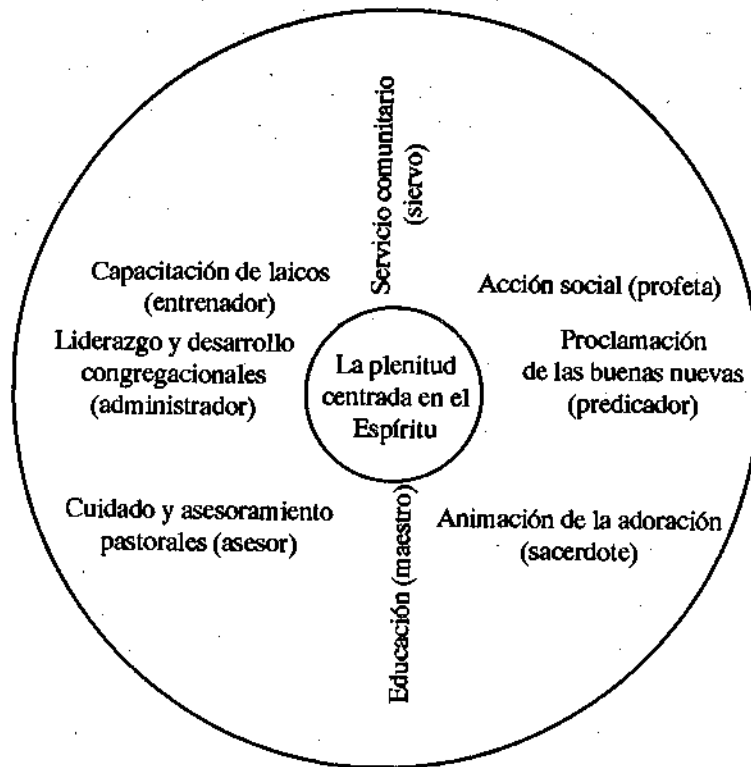 Servicio comunitario
(siervo)
Capacitación de laicos
(entrenador)
Acción social (profeta)
Liderazgo y desarrollo
congregacionales
(administrador)
La plenitud
centrada en el
Espíritu
Proclamación
de las buenas nuevas
(predicador)
Cuidado y asesoramiento
pastorales (asesor)
Animación de la adoración
(sacerdote)
Educación (maestro)